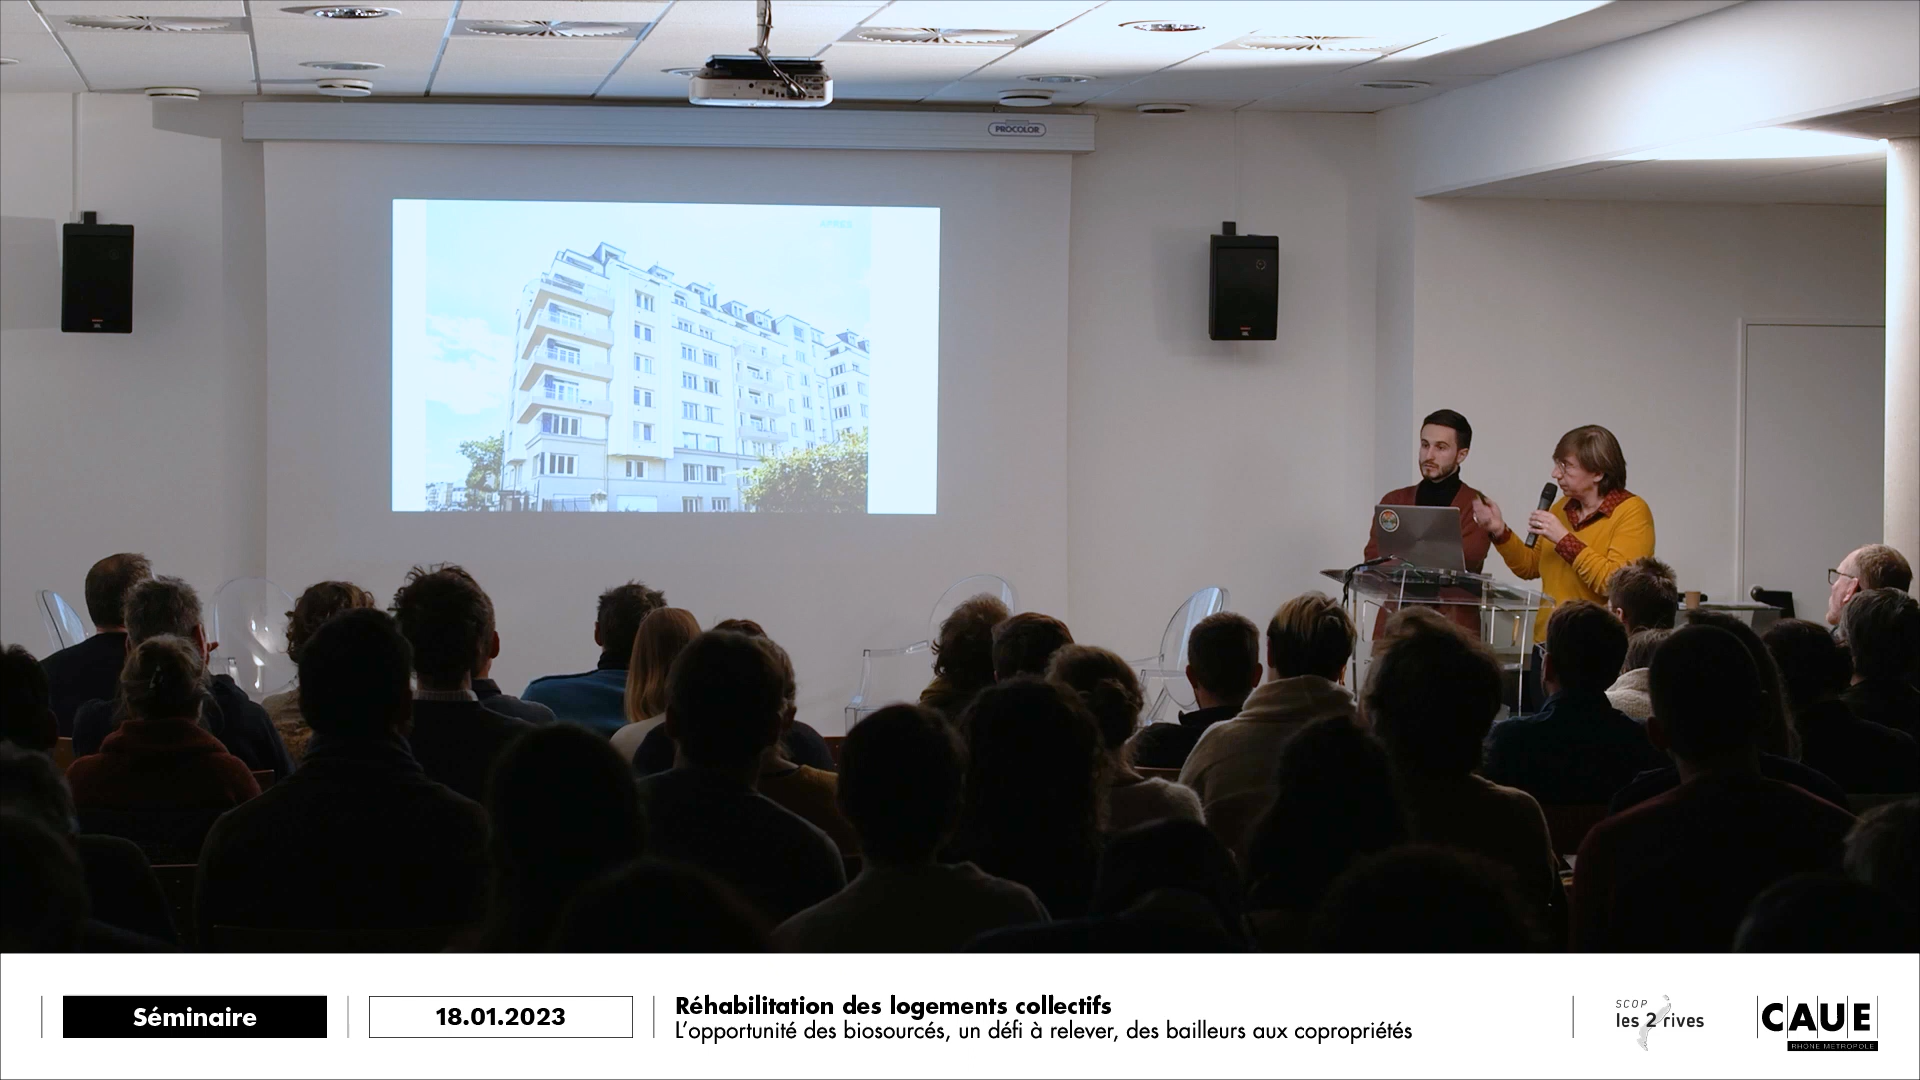 PROCOLOR
APRES
Séminaire
18.01.2023
Réhabilitation des logements collectifs
L'opportunité des biosourcés, un défi à relever, des bailleurs aux copropriétés
SCOP
les 2 rives
CAUE
RHÔNE MÉTROPOLE